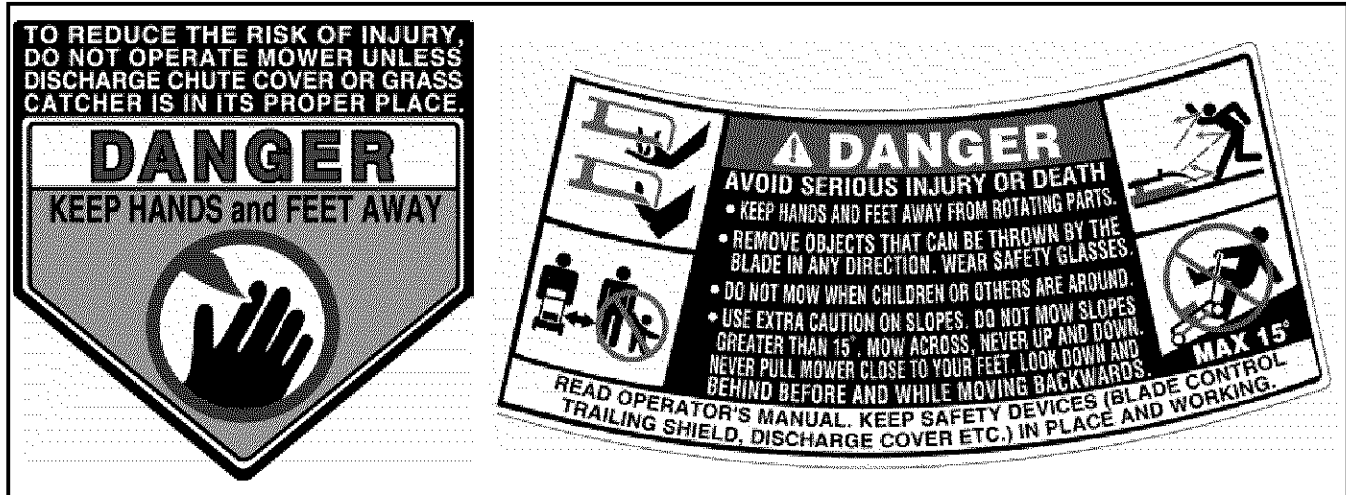 TO REDUCE THE RISK OF INJURY,
DO NOT OPERATE MOWER UNLESS
DISCHARGE CHUTE COVER OR GRASS
CATCHER IS IN ITS PROPER PLACE.
DANGER
KEEP HANDS and FEET AWAY
DANGER
AVOID SERIOUS INJURY OR DEATH
• KEEP HANDS AND FEET AWAY FROM ROTATING PARTS.
• REMOVE OBJECTS THAT CAN BE THROWN BY THE
BLADE IN ANY DIRECTION. WEAR SAFETY GLASSES.
• DO NOT MOW WHEN CHILDREN OR OTHERS ARE AROUND.
• USE EXTRA CAUTION ON SLOPES. DO NOT MOW SLOPES
GREATER THAN 15°. MOW ACROSS, NEVER UP AND DOWN.
NEVER PULL MOWER CLOSE TO YOUR FEET. LOOK DOWN AND
BEHIND BEFORE AND WHILE MOVING BACKWARDS.
MAX 15°
READ OPERATOR'S MANUAL. KEEP SAFETY DEVICES (BLADE CONTROL
TRAILING SHIELD, DISCHARGE COVER ETC.) IN PLACE AND WORKING.